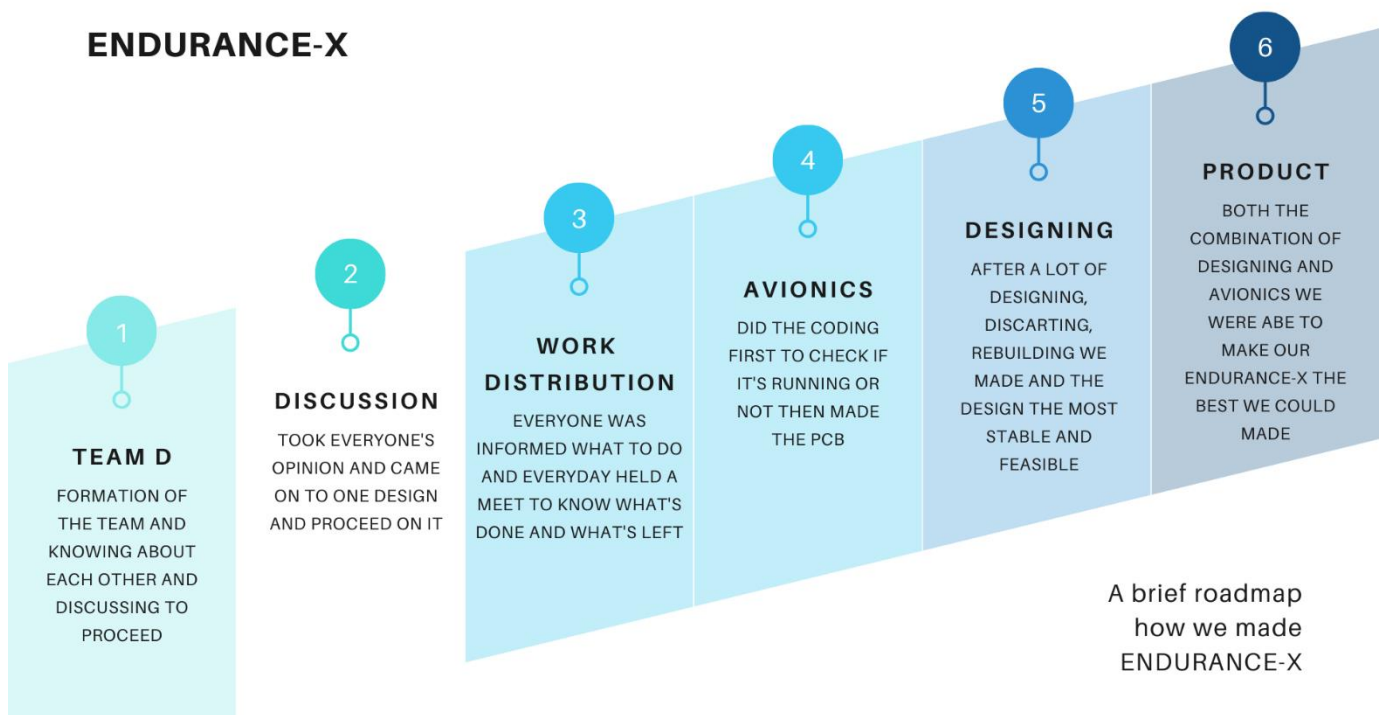 ENDURANCE-X
1
TEAM D
FORMATION OF
THE TEAM AND
KNOWING ABOUT
EACH OTHER AND
DISCUSSING TO
PROCEED
2
DISCUSSION
TOOK EVERYONE'S
OPINION AND CAME
ON TO ONE DESIGN
AND PROCEED ON IT
3
WORK
DISTRIBUTION
EVERYONE WAS
INFORMED WHAT TO DO
AND EVERYDAY HELD A
MEET TO KNOW WHAT'S
DONE AND WHAT'S LEFT
4
AVIONICS
DID THE CODING
FIRST TO CHECK IF
IT'S RUNNING OR
NOT THEN MADE
THE PCB
5
DESIGNING
AFTER A LOT OF
DESIGNING,
DISCARTING,
REBUILDING WE
MADE AND THE
DESIGN THE MOST
STABLE AND
FEASIBLE
6
PRODUCT
BOTH THE
COMBINATION OF
DESIGNING AND
AVIONICS WE
WERE ABE TO
MAKE OUR
ENDURANCE-X THE
BEST WE COULD
MADE
A brief roadmap
how we made
ENDURANCE-X